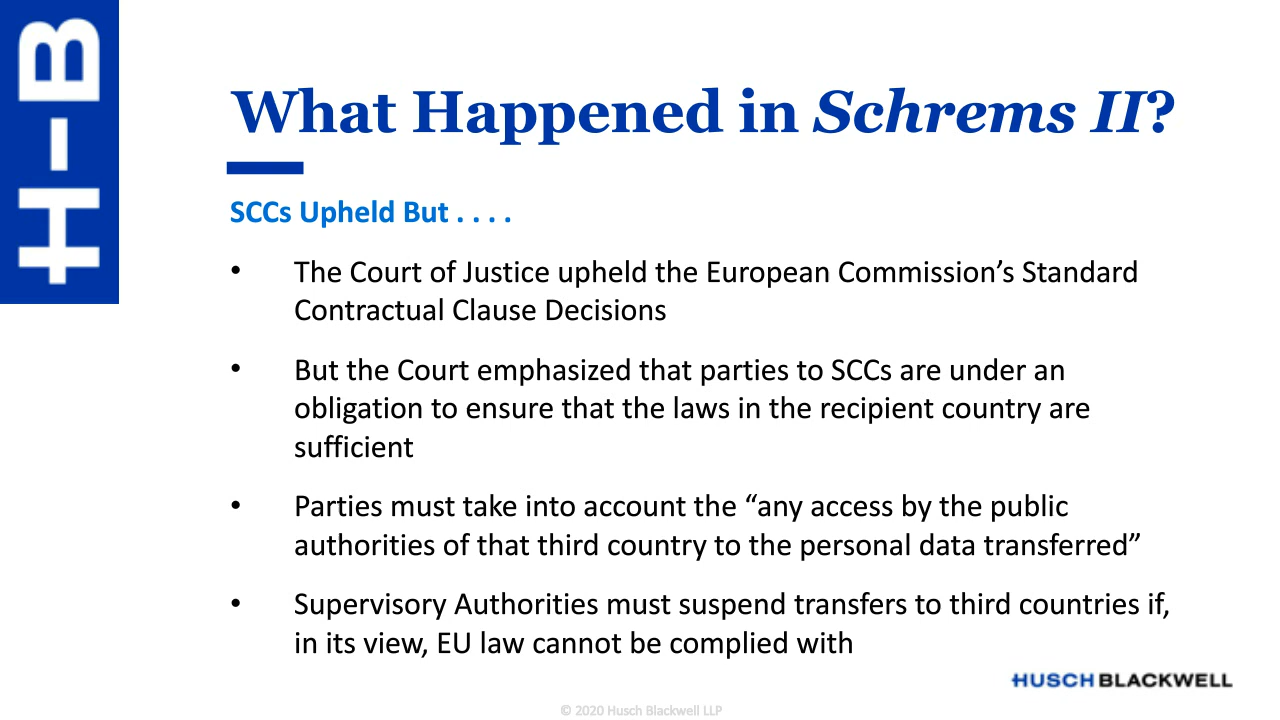 H-B
What Happened in Schrems II?
SCCs Upheld But . . . .
• The Court of Justice upheld the European Commission’s Standard
Contractual Clause Decisions
• But the Court emphasized that parties to SCCs are under an
obligation to ensure that the laws in the recipient country are
sufficient
• Parties must take into account the “any access by the public
authorities of that third country to the personal data transferred”
• Supervisory Authorities must suspend transfers to third countries if,
in its view, EU law cannot be complied with
HUSCH BLACKWELL
© 2020 Husch Blackwell LLP